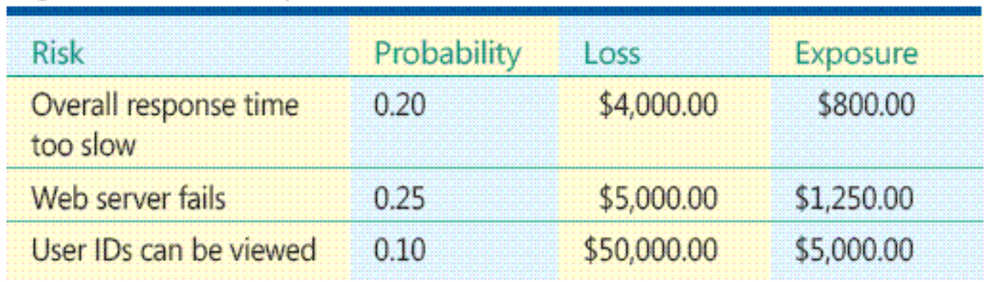 Risk Probability Loss Exposure
Overall response time 0.20 $4,000.00 $800.00
too slow
Web server fails 0.25 $5,000.00 $1,250.00
User IDs can be viewed 0.10 $50,000.00 $5,000.00